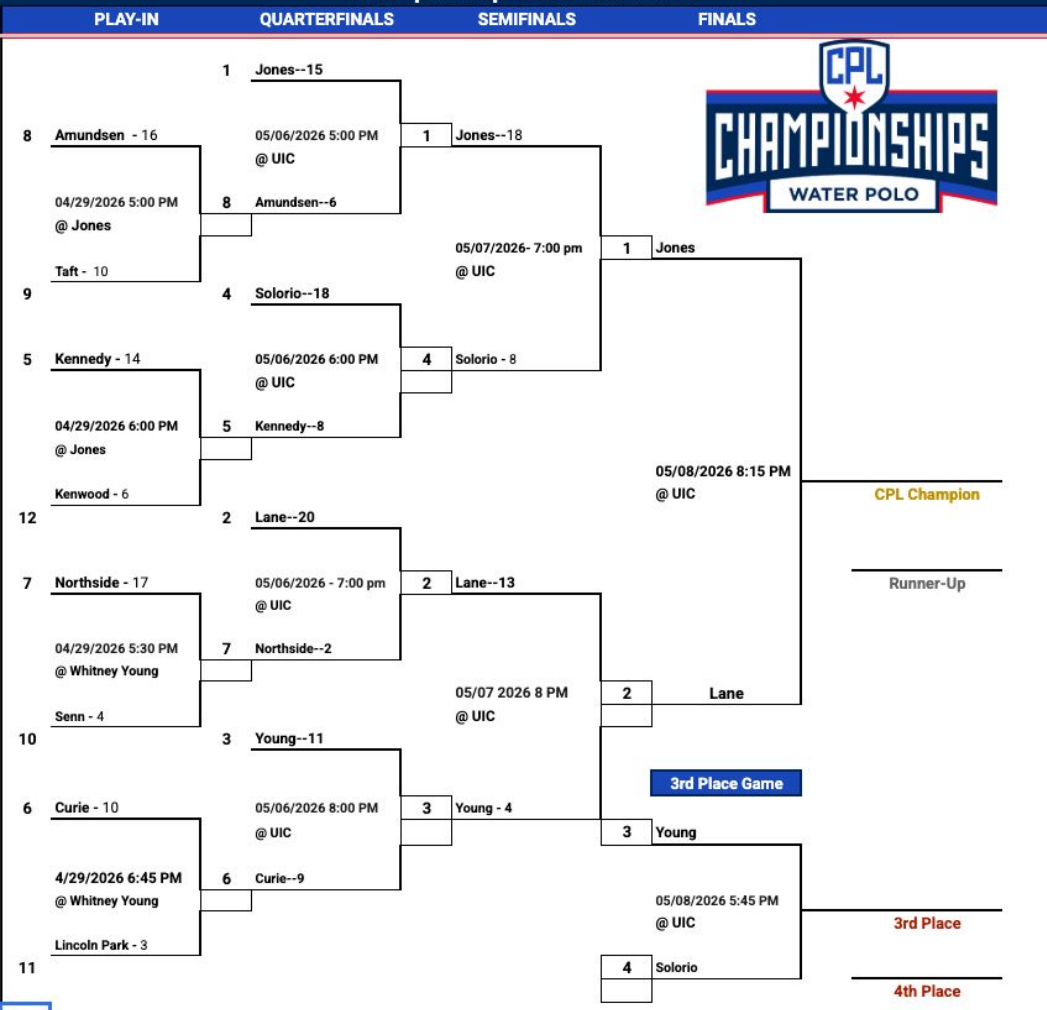 PLAY-IN QUARTERFINALS SEMIFINALS FINALS
CPL
CHAMPIONSHIPS
WATER POLO
1 Jones--15
8 Amundsen - 16
05/06/2026 5:00 PM
@ UIC
1 Jones--18
04/29/2026 5:00 PM
@ Jones
8 Amundsen--6
Taft - 10
9
05/07/2026- 7:00 pm
@ UIC
1 Jones
4 Solorio--18
5 Kennedy - 14
05/06/2026 6:00 PM
@ UIC
4 Solorio - 8
04/29/2026 6:00 PM
@ Jones
5 Kennedy--8
Kenwood - 6
12
05/08/2026 8:15 PM
@ UIC
CPL Champion
2 Lane--20
7 Northside - 17
05/06/2026 - 7:00 pm
@ UIC
2 Lane--13
Runner-Up
04/29/2026 5:30 PM
@ Whitney Young
7 Northside--2
Senn - 4
10
05/07 2026 8 PM
@ UIC
2 Lane
3 Young--11
3rd Place Game
6 Curie - 10
05/06/2026 8:00 PM
@ UIC
3 Young - 4
3 Young
4/29/2026 6:45 PM
@ Whitney Young
6 Curie--9
Lincoln Park - 3
11
05/08/2026 5:45 PM
@ UIC
3rd Place
4 Solorio
4th Place